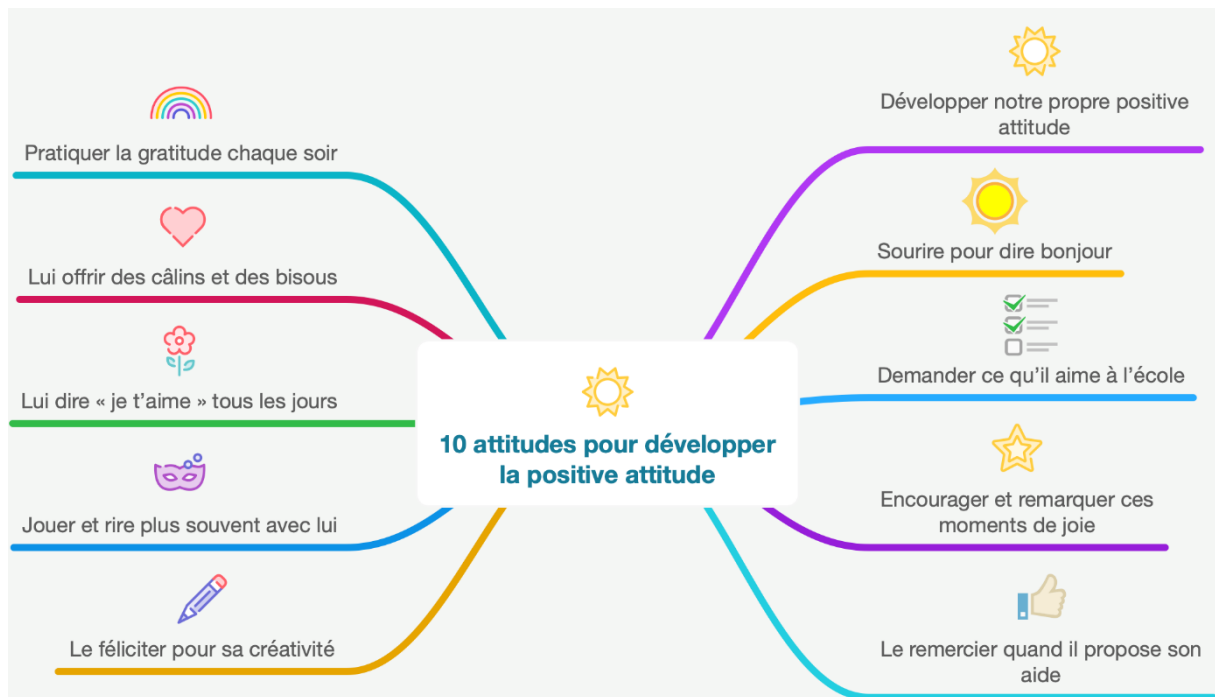 10 attitudes pour développer
la positive attitude
Développer notre propre positive
attitude
Sourire pour dire bonjour
Demander ce qu’il aime à l’école
Encourager et remarquer ces
moments de joie
Le remercier quand il propose son
aide
Pratiquer la gratitude chaque soir
Lui offrir des câlins et des bisous
Lui dire « je t’aime » tous les jours
Jouer et rire plus souvent avec lui
Le féliciter pour sa créativité